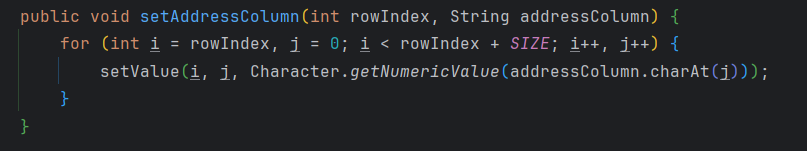 public void setAddressColumn(int rowIndex, String addressColumn) {
    for (int i = rowIndex, j = 0; i < rowIndex + SIZE; i++, j++) {
        setValue(i, j, Character.getNumericValue(addressColumn.charAt(j)));
    }
}